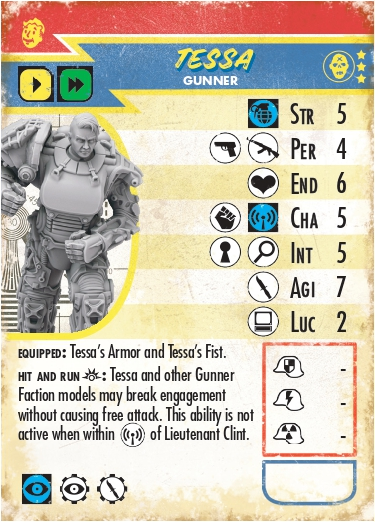 TESSA
GUNNER
STR 5
PER 4
END 6
CHA 5
INT 5
AGI 7
LUC 2
EQUIPPED: Tessa's Armor and Tessa's Fist.
HIT AND RUN : Tessa and other Gunner
Faction models may break engagement
without causing free attack. This ability is not
active when within of Lieutenant Clint.
-
-
-